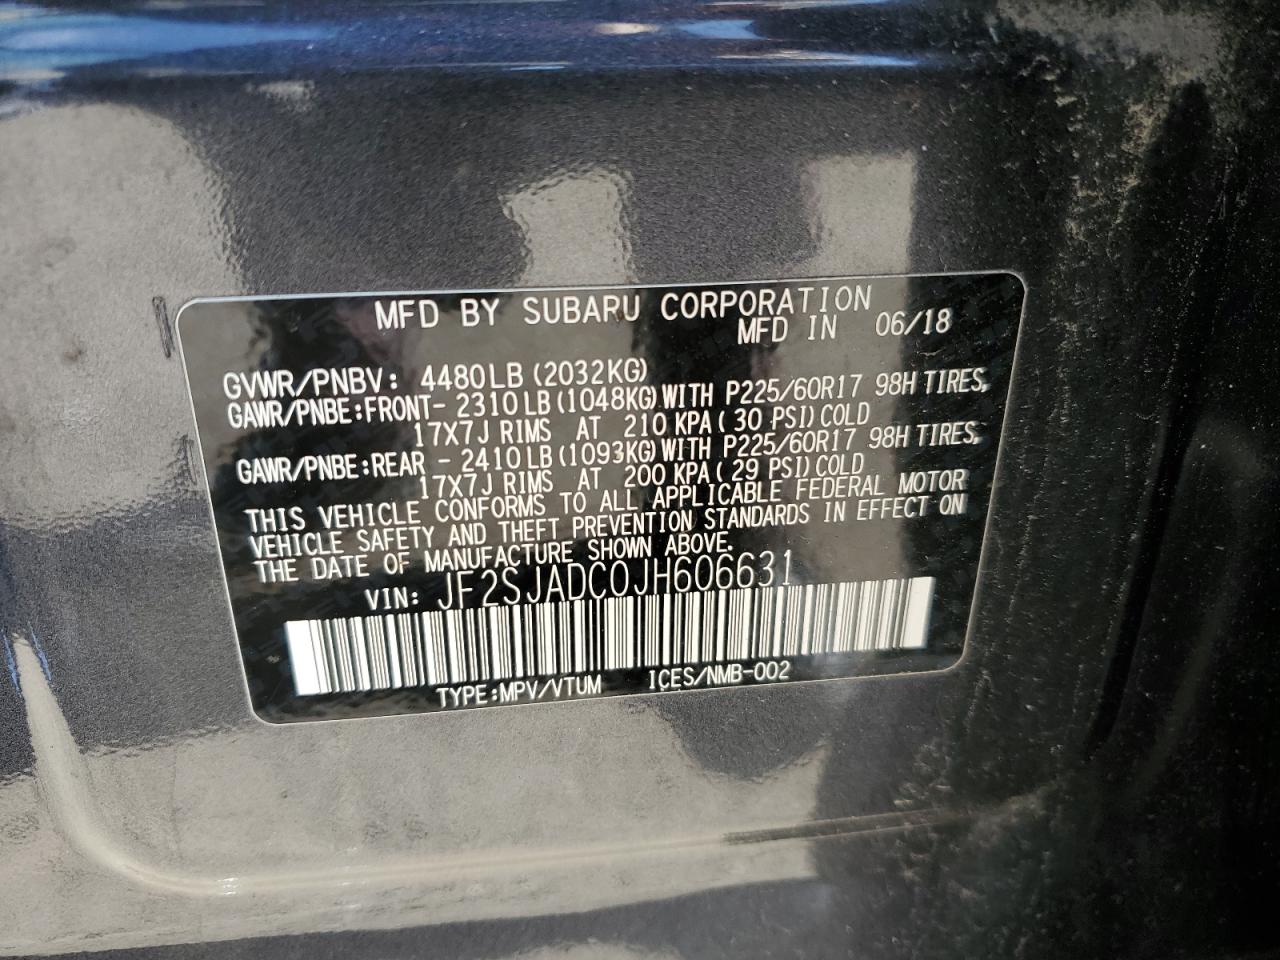 MFD BY SUBARU CORPORATION
MFD IN 06/18
GVWR/PNBV: 4480LB (2032KG)
GAWR/PNBE:FRONT- 2310LB (1048KG) WITH P225/60R17 98H TIRES,
17X7J RIMS AT 210 KPA( 30 PSI)COLD
GAWR/PNBE:REAR - 2410LB (1093KG) WITH P225/60R17 98H TIRES,
17X7J RIMS AT 200 KPA( 29 PSI)COLD
THIS VEHICLE CONFORMS TO ALL APPLICABLE FEDERAL MOTOR
VEHICLE SAFETY AND THEFT PREVENTION STANDARDS IN EFFECT ON
THE DATE OF MANUFACTURE SHOWN ABOVE.
VIN: JF2SJADC0JH606631
TYPE:MPV/VTUM ICES/NMB-002